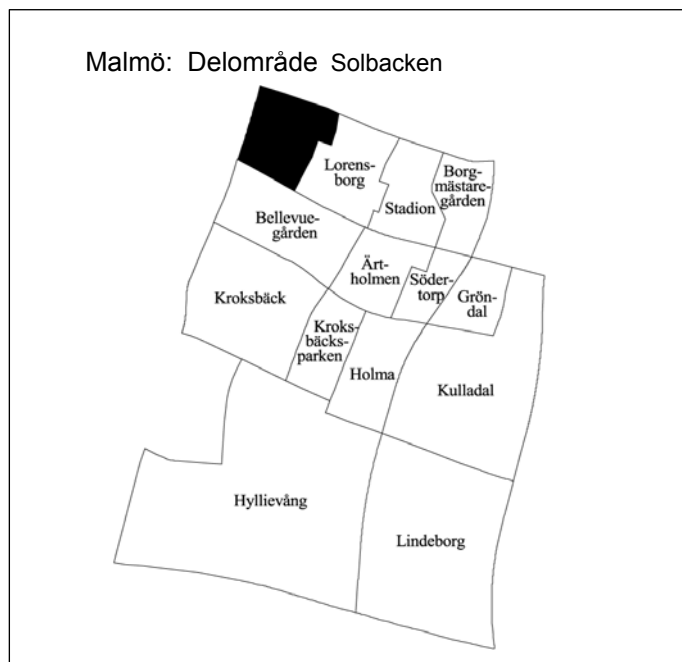 Malmö: Delområde Solbacken
Lorens-
borg
Borg-
mästare-
gården
Stadion
Bellevue-
gården
Ärt-
holmen
Söder-
torp
Grön-
dal
Kroksbäck
Kroks-
bäcks-
parken
Holma
Kulladal
Hyllievång
Lindeborg